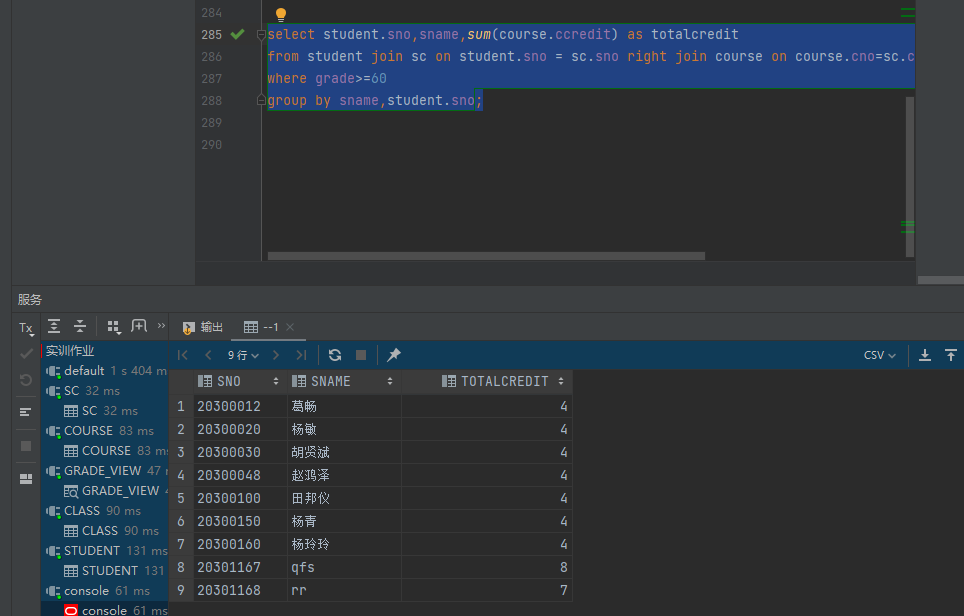 284
285 select student.sno,sname,sum(course.ccredit) as totalcredit
286 from student join sc on student.sno = sc.sno right join course on course.cno=sc.c
287 where grade>=60
288 group by sname,student.sno;
289
290
服务
Tx » 输出 --1 ×
实训作业 9 行 CSV
default 1 s 404 m
SNO SNAME TOTALCREDIT
SC 32 ms
1 20300012 葛畅 4
SC 32 ms
2 20300020 杨敏 4
COURSE 83 ms
3 20300030 胡贤斌 4
COURSE 83 m
4 20300048 赵鸿泽 4
GRADE_VIEW 47
5 20300100 田邦仪 4
GRADE_VIEW
6 20300150 杨青 4
CLASS 90 ms
7 20300160 杨玲玲 4
CLASS 90 ms
8 20301167 qfs 8
STUDENT 131 ms
9 20301168 rr 7
STUDENT 131
console 61 ms
console 61 ms